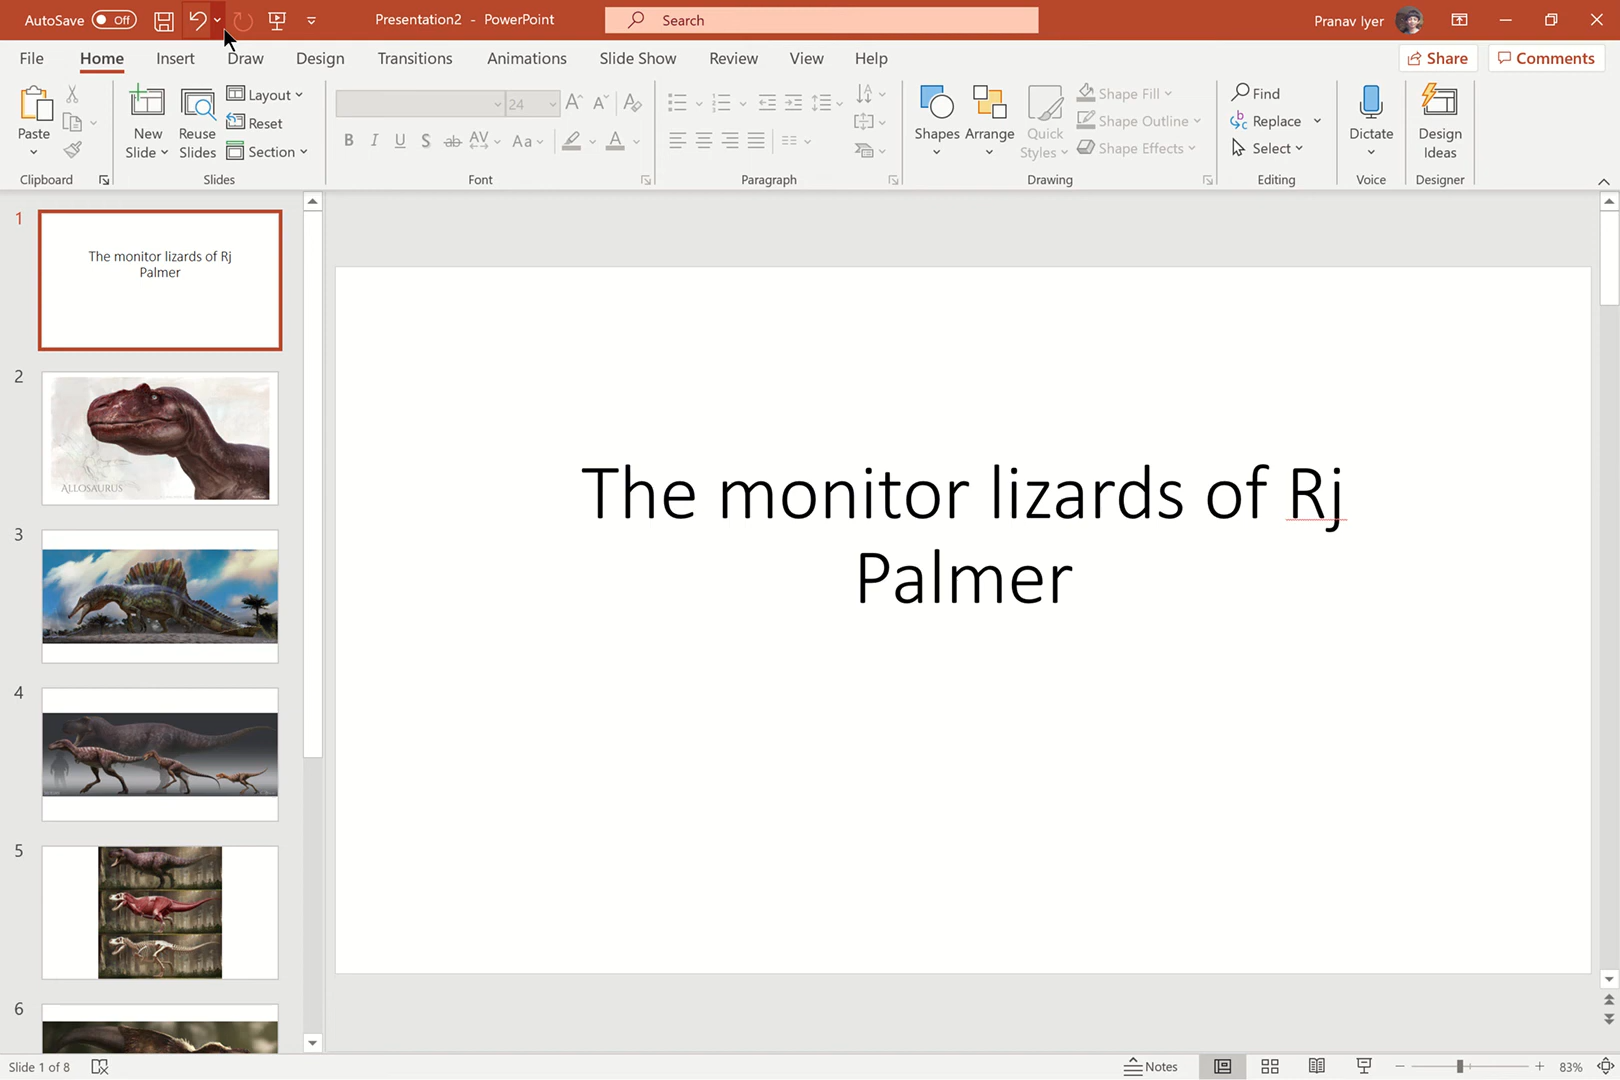 AutoSave Off Presentation2 - PowerPoint Search Pranav Iyer
File Home Insert Draw Design Transitions Animations Slide Show Review View Help Share Comments
Paste
Clipboard
New Slide
Reuse Slides
Layout
Reset
Section
Slides
24
B I U S ab AV Aa A
Font
Paragraph
Shapes
Arrange
Quick Styles
Shape Fill
Shape Outline
Shape Effects
Drawing
Find
Replace
Select
Editing
Dictate
Voice
Design Ideas
Designer
1
The monitor lizards of Rj
Palmer
2
ALLOSAURUS
3
4
5
6
The monitor lizards of Rj
Palmer
Slide 1 of 8 Notes 83%